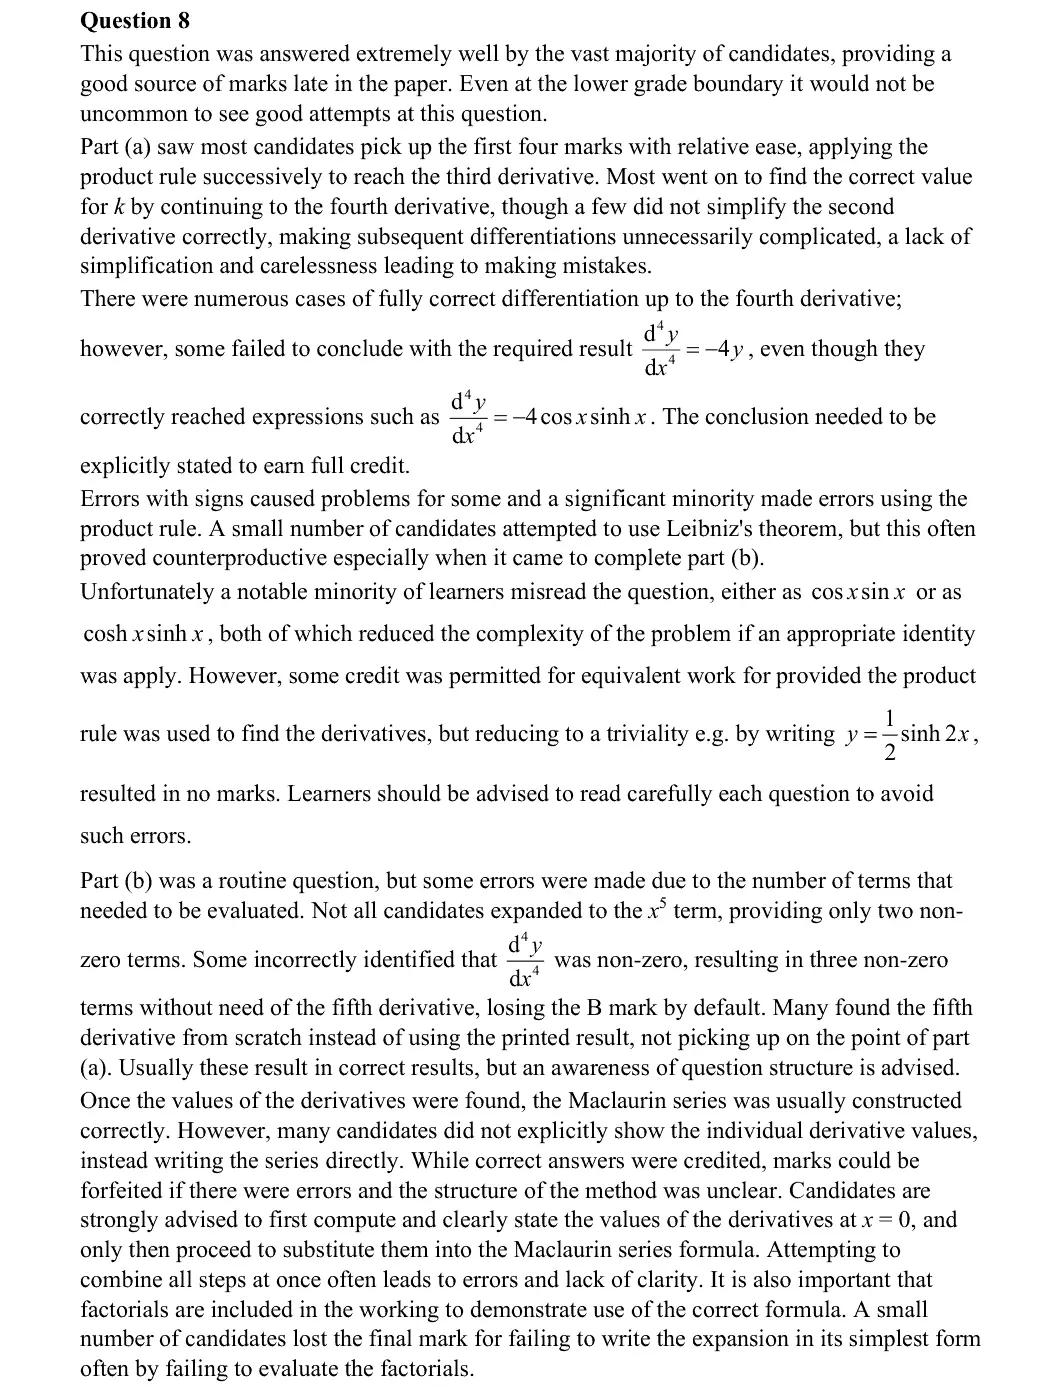 Question 8
This question was answered extremely well by the vast majority of candidates, providing a
good source of marks late in the paper. Even at the lower grade boundary it would not be
uncommon to see good attempts at this question.
Part (a) saw most candidates pick up the first four marks with relative ease, applying the
product rule successively to reach the third derivative. Most went on to find the correct value
for k by continuing to the fourth derivative, though a few did not simplify the second
derivative correctly, making subsequent differentiations unnecessarily complicated, a lack of
simplification and carelessness leading to making mistakes.
There were numerous cases of fully correct differentiation up to the fourth derivative;
however, some failed to conclude with the required result d⁴y/dx⁴ = −4y, even though they
correctly reached expressions such as d⁴y/dx⁴ = −4 cos x sinh x. The conclusion needed to be
explicitly stated to earn full credit.
Errors with signs caused problems for some and a significant minority made errors using the
product rule. A small number of candidates attempted to use Leibniz's theorem, but this often
proved counterproductive especially when it came to complete part (b).
Unfortunately a notable minority of learners misread the question, either as cos x sin x or as
cosh x sinh x, both of which reduced the complexity of the problem if an appropriate identity
was apply. However, some credit was permitted for equivalent work for provided the product
rule was used to find the derivatives, but reducing to a triviality e.g. by writing y = 1/2 sinh 2x,
resulted in no marks. Learners should be advised to read carefully each question to avoid
such errors.
Part (b) was a routine question, but some errors were made due to the number of terms that
needed to be evaluated. Not all candidates expanded to the x⁵ term, providing only two non-
zero terms. Some incorrectly identified that d⁴y/dx⁴ was non-zero, resulting in three non-zero
terms without need of the fifth derivative, losing the B mark by default. Many found the fifth
derivative from scratch instead of using the printed result, not picking up on the point of part
(a). Usually these result in correct results, but an awareness of question structure is advised.
Once the values of the derivatives were found, the Maclaurin series was usually constructed
correctly. However, many candidates did not explicitly show the individual derivative values,
instead writing the series directly. While correct answers were credited, marks could be
forfeited if there were errors and the structure of the method was unclear. Candidates are
strongly advised to first compute and clearly state the values of the derivatives at x = 0, and
only then proceed to substitute them into the Maclaurin series formula. Attempting to
combine all steps at once often leads to errors and lack of clarity. It is also important that
factorials are included in the working to demonstrate use of the correct formula. A small
number of candidates lost the final mark for failing to write the expansion in its simplest form
often by failing to evaluate the factorials.